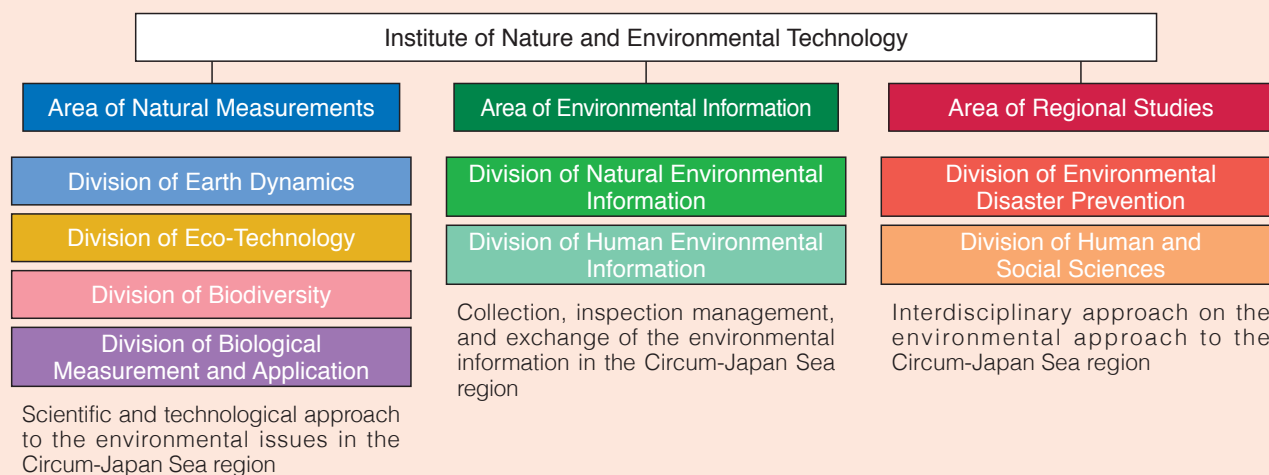 Institute of Nature and Environmental Technology
Area of Natural Measurements
Division of Earth Dynamics
Division of Eco-Technology
Division of Biodiversity
Division of Biological
Measurement and Application
Scientific and technological approach
to the environmental issues in the
Circum-Japan Sea region
Area of Environmental Information
Division of Natural Environmental
Information
Division of Human Environmental
Information
Collection, inspection management,
and exchange of the environmental
information in the Circum-Japan Sea
region
Area of Regional Studies
Division of Environmental
Disaster Prevention
Division of Human and
Social Sciences
Interdisciplinary approach on the
environmental approach to the
Circum-Japan Sea region